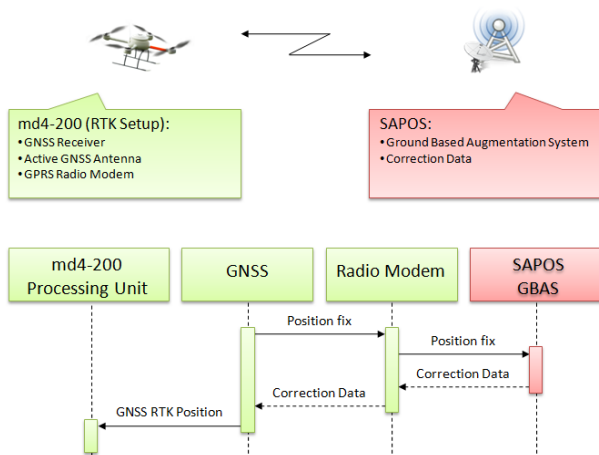 md4-200 (RTK Setup):
•GNSS Receiver
•Active GNSS Antenna
•GPRS Radio Modem
SAPOS:
•Ground Based Augmentation System
•Correction Data
md4-200
Processing Unit
GNSS
Radio Modem
SAPOS
GBAS
Position fix
Position fix
Correction Data
Correction Data
GNSS RTK Position